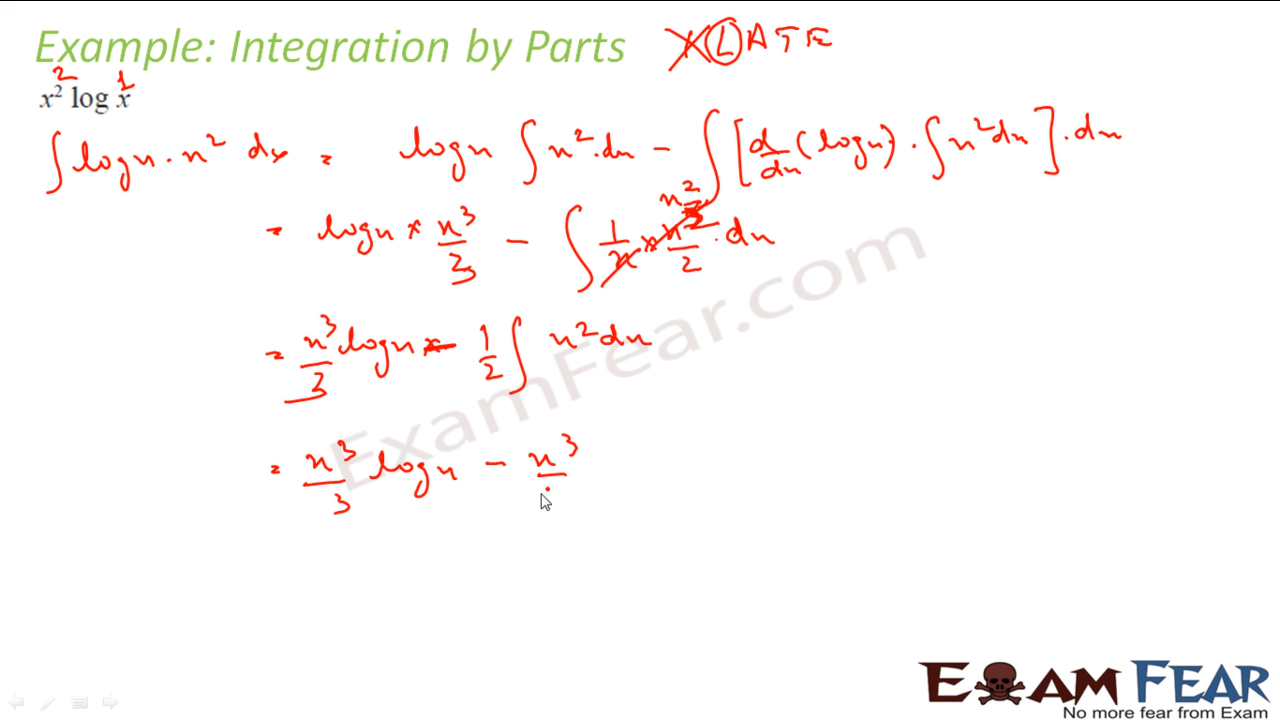 Example: Integration by Parts I L A T E
2 1
x² log x
∫ log x · x² dx = log x ∫ x² · dx − ∫ [d/dx (log x) · ∫ x² dx] · dx
= log x × x³/3 − ∫ 1/x × x²/2 · dx
= x³/3 log x − 1/2 ∫ x² dx
= x³/3 log x − x³/
ExamFear.com
EXAM FEAR
No more fear from Exam